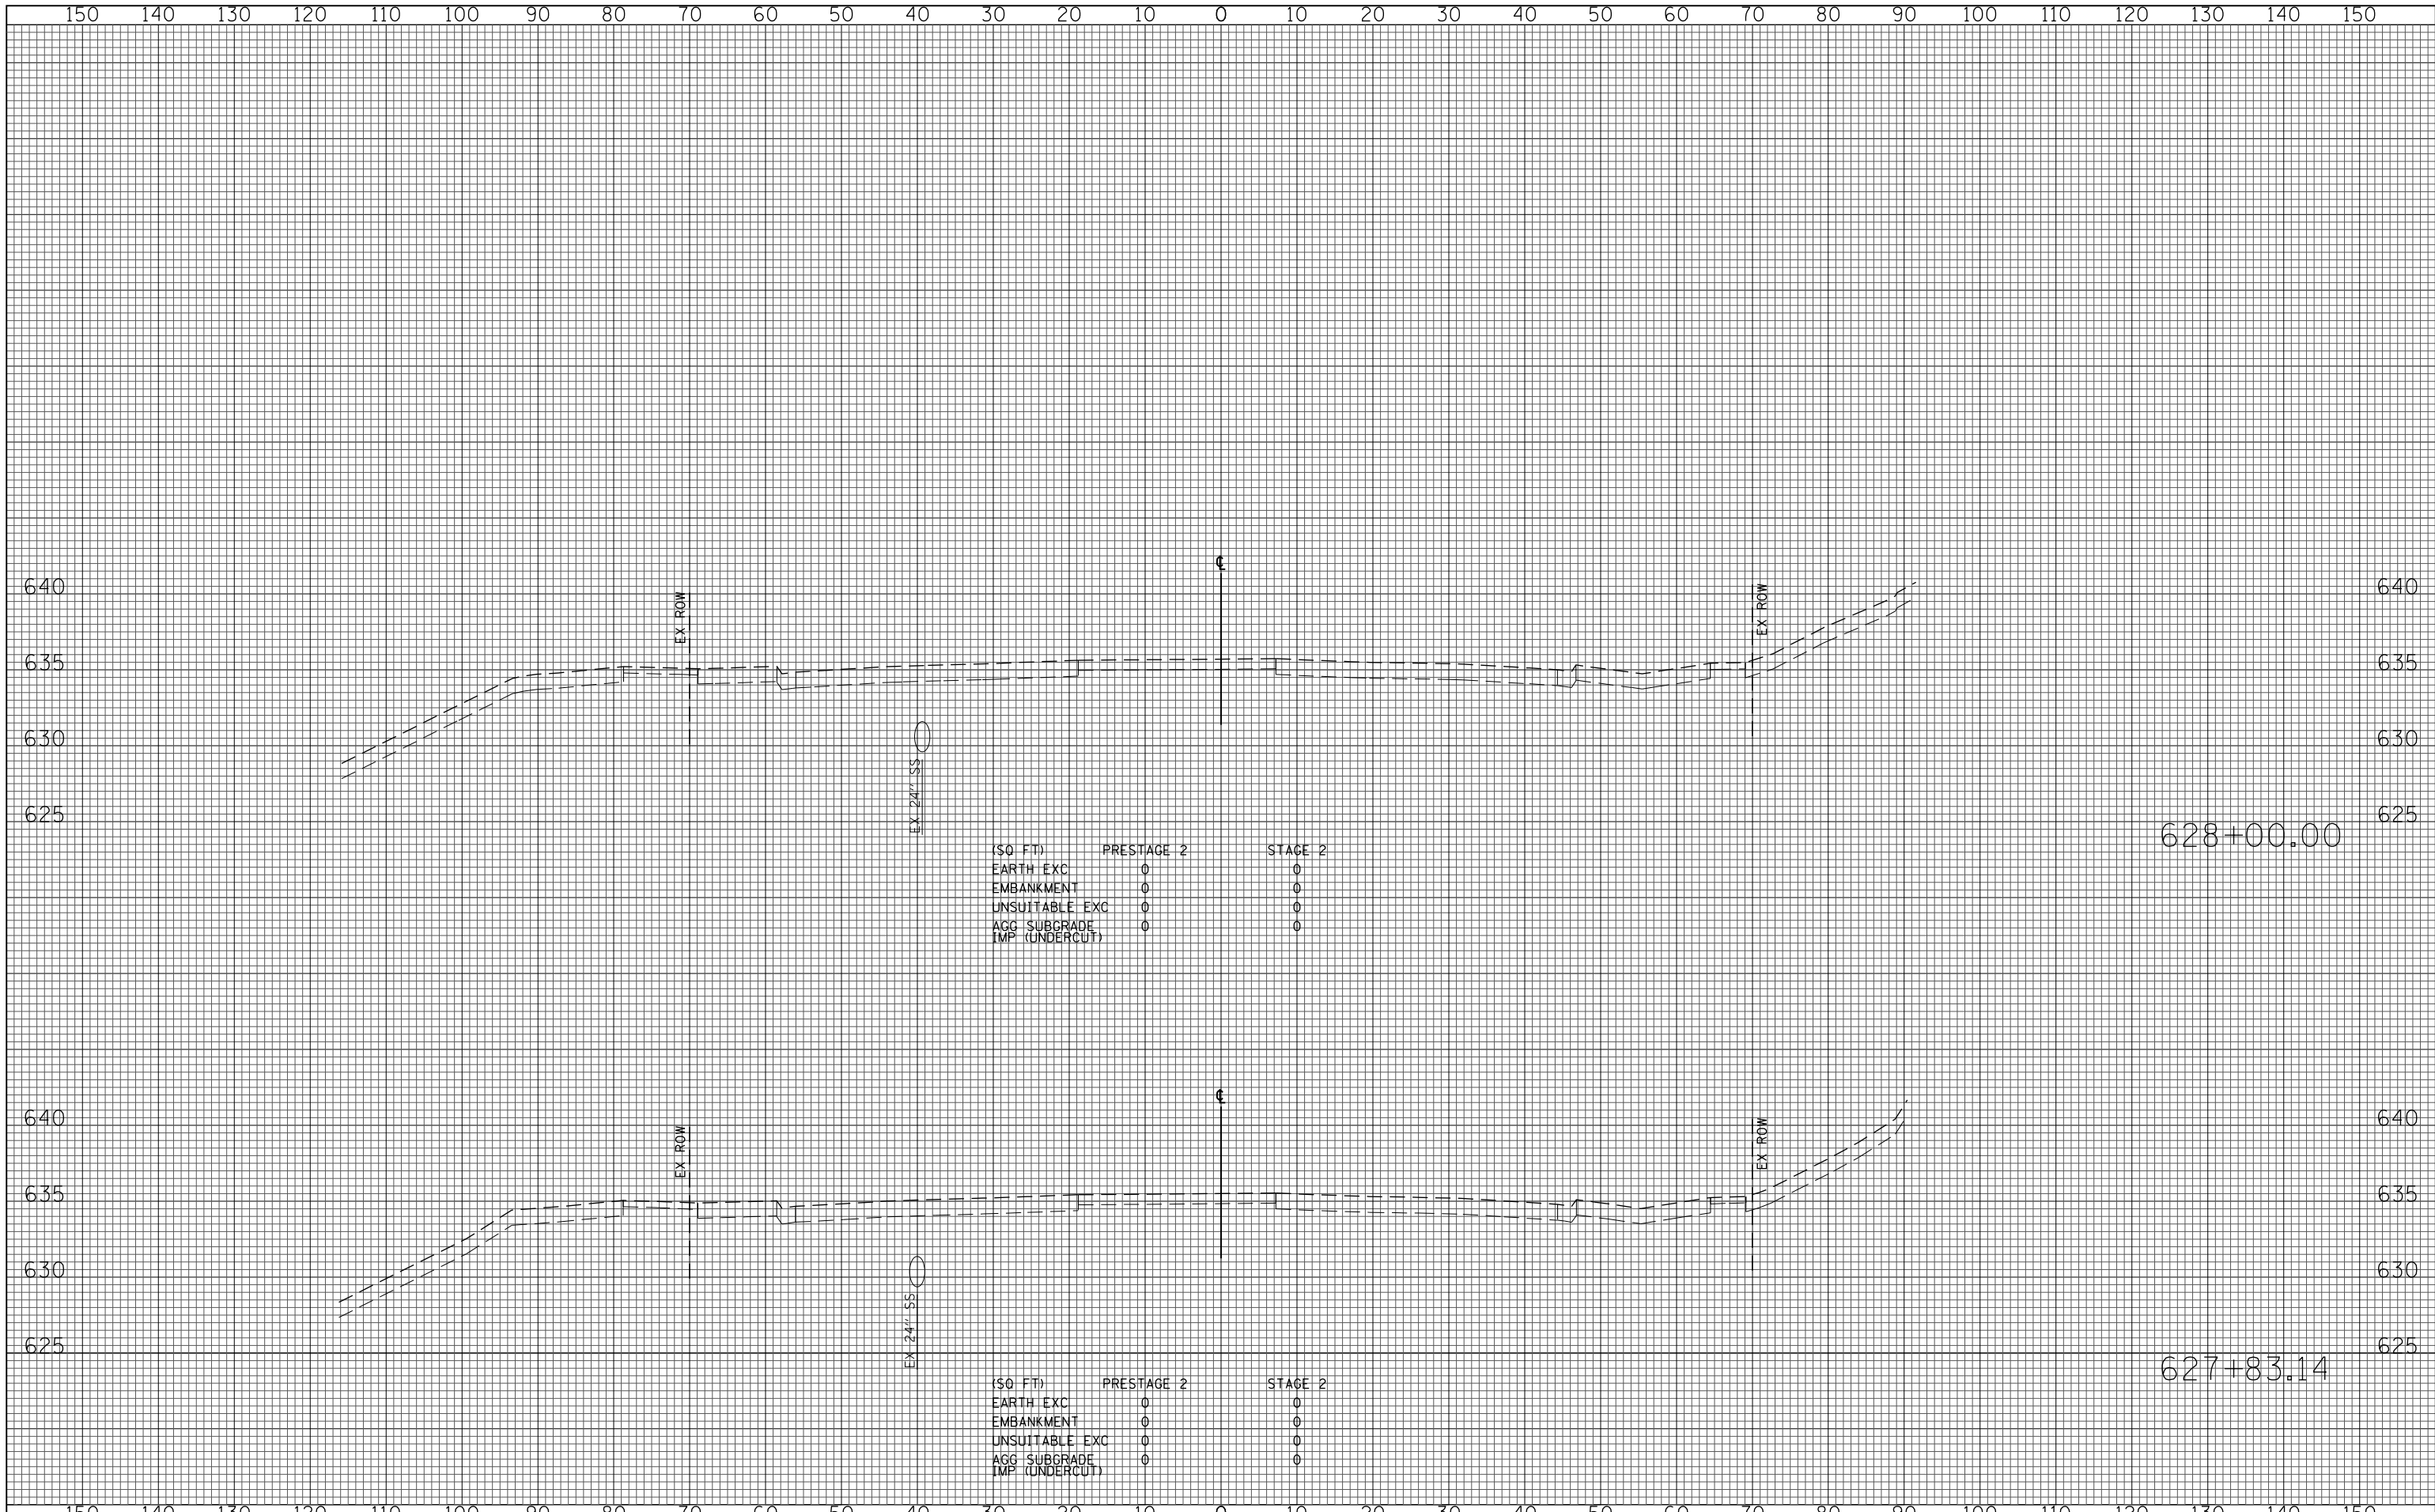 150 140 130 120 110 100 90 80 70 60 50 40 30 20 10 0 10 20 30 40 50 60 70 80 90 100 110 120 130 140 150
℄
640 640
EX ROW EX ROW
635 635
630 630
EX 24'' SS
625 625
628+00.00
(SQ FT) PRESTAGE 2 STAGE 2
EARTH EXC 0 0
EMBANKMENT 0 0
UNSUITABLE EXC 0 0
AGG SUBGRADE 0 0
IMP (UNDERCUT)
℄
640 640
EX ROW EX ROW
635 635
630 630
EX 24'' SS
625 625
627+83.14
(SQ FT) PRESTAGE 2 STAGE 2
EARTH EXC 0 0
EMBANKMENT 0 0
UNSUITABLE EXC 0 0
AGG SUBGRADE 0 0
IMP (UNDERCUT)
150 140 130 120 110 100 90 80 70 60 50 40 30 20 10 0 10 20 30 40 50 60 70 80 90 100 110 120 130 140 150